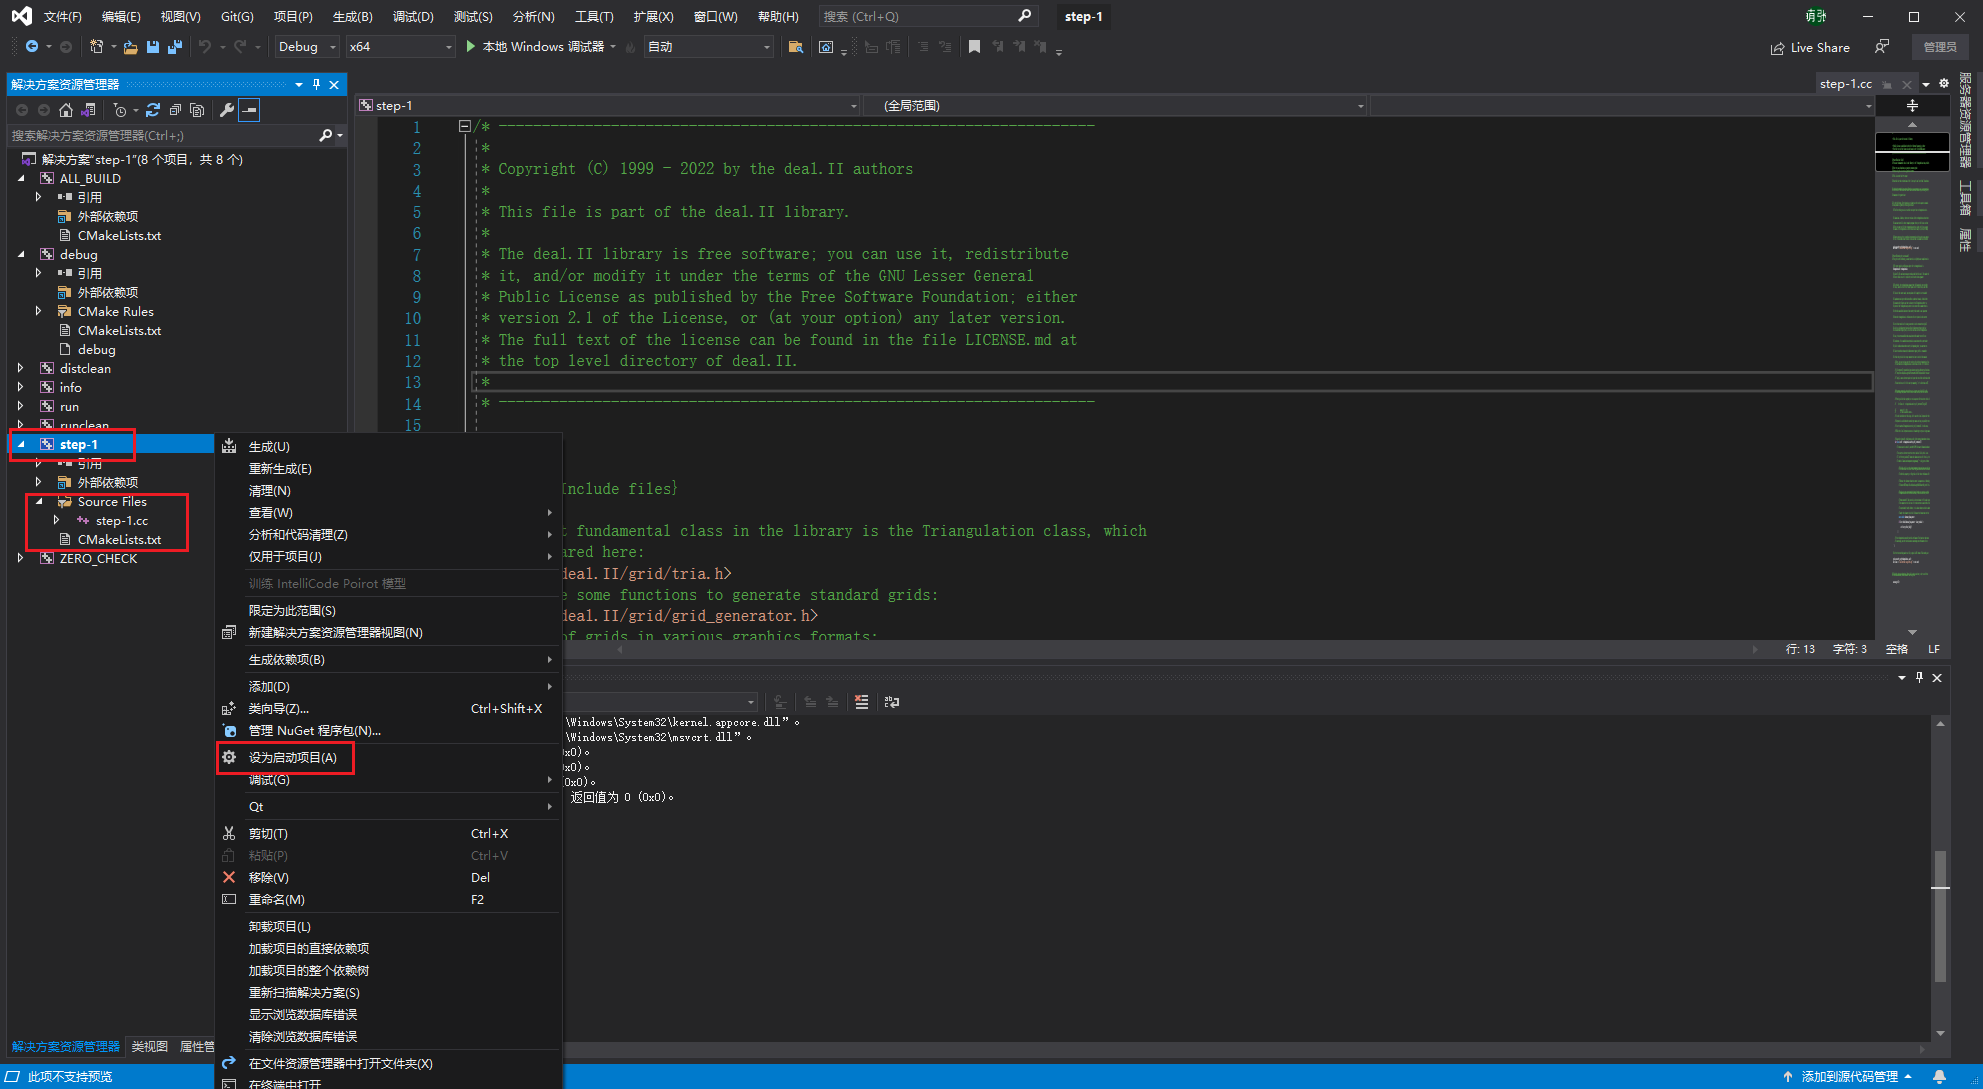 文件(F) 编辑(E) 视图(V) Git(G) 项目(P) 生成(B) 调试(D) 测试(S) 分析(N) 工具(T) 扩展(X) 窗口(W) 帮助(H) 搜索 (Ctrl+Q) step-1
Debug x64 本地 Windows 调试器 自动 Live Share 管理员
解决方案资源管理器
搜索解决方案资源管理器(Ctrl+;)
解决方案"step-1"(8 个项目，共 8 个)
ALL_BUILD
引用
外部依赖项
CMakeLists.txt
debug
引用
外部依赖项
CMake Rules
CMakeLists.txt
debug
distclean
info
run
runclean
step-1
引用
外部依赖项
Source Files
step-1.cc
CMakeLists.txt
ZERO_CHECK
解决方案资源管理器 类视图 属性管
step-1.cc
step-1 (全局范围)
1 /* ---------------------------------------------------------------------
2 *
3 * Copyright (C) 1999 - 2022 by the deal.II authors
4 *
5 * This file is part of the deal.II library.
6 *
7 * The deal.II library is free software; you can use it, redistribute
8 * it, and/or modify it under the terms of the GNU Lesser General
9 * Public License as published by the Free Software Foundation; either
10 * version 2.1 of the License, or (at your option) any later version.
11 * The full text of the license can be found in the file LICENSE.md at
12 * the top level directory of deal.II.
13 *
14 * ---------------------------------------------------------------------
15
Include files}
t fundamental class in the library is the Triangulation class, which
ared here:
deal.II/grid/tria.h>
e some functions to generate standard grids:
deal.II/grid/grid_generator.h>
of grids in various graphics formats:
行: 13 字符: 3 空格 LF
生成(U)
重新生成(E)
清理(N)
查看(W)
分析和代码清理(Z)
仅用于项目(J)
训练 IntelliCode Poirot 模型
限定为此范围(S)
新建解决方案资源管理器视图(N)
生成依赖项(B)
添加(D)
类向导(Z)... Ctrl+Shift+X
管理 NuGet 程序包(N)...
设为启动项目(A)
调试(G)
Qt
剪切(T) Ctrl+X
粘贴(P) Ctrl+V
移除(V) Del
重命名(M) F2
卸载项目(L)
加载项目的直接依赖项
加载项目的整个依赖树
重新扫描解决方案(S)
显示浏览数据库错误
清除浏览数据库错误
在文件资源管理器中打开文件夹(X)
在终端中打开
\Windows\System32\kernel.appcore.dll”。
\Windows\System32\msvcrt.dll”。
0x0)。
0x0)。
(0x0)。
返回值为 0 (0x0)。
服务器资源管理器
工具箱
属性
此项不支持预览
添加到源代码管理